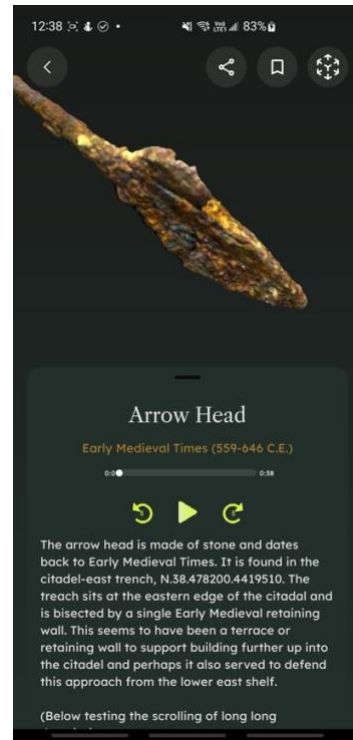 12:38
Vo))
LTE1
83%
Arrow Head
Early Medieval Times (559-646 C.E.)
0:0
0:38
5
5
The arrow head is made of stone and dates
back to Early Medieval Times. It is found in the
citadel-east trench, N.38.478200.4419510. The
treach sits at the eastern edge of the citadal and
is bisected by a single Early Medieval retaining
wall. This seems to have been a terrace or
retaining wall to support building further up into
the citadel and perhaps it also served to defend
this approach from the lower east shelf.
(Below testing the scrolling of long long